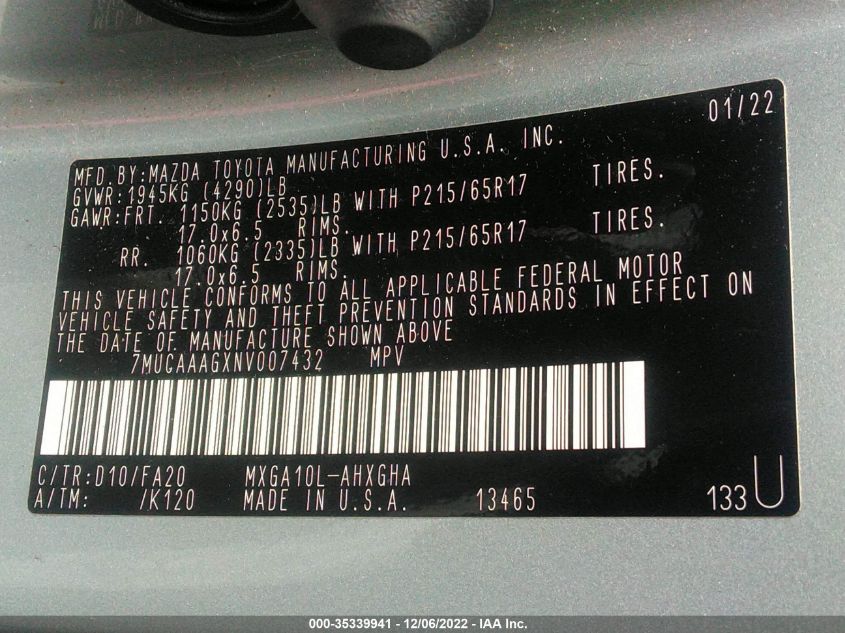 01/22
MFD.BY:MAZDA TOYOTA MANUFACTURING U.S.A. INC.
GVWR:1945KG (4290)LB
GAWR:FRT. 1150KG (2535)LB WITH P215/65R17 TIRES.
17.0x6.5 RIMS.
RR. 1060KG (2335)LB WITH P215/65R17 TIRES.
17.0x6.5 RIMS.
THIS VEHICLE CONFORMS TO ALL APPLICABLE FEDERAL MOTOR
VEHICLE SAFETY AND THEFT PREVENTION STANDARDS IN EFFECT ON
THE DATE OF MANUFACTURE SHOWN ABOVE
7MUCAAAGXNV007432 MPV
C/TR:D10/FA20 MXGA10L-AHXGHA
A/TM: /K120 MADE IN U.S.A. 13465 133U
000-35339941 - 12/06/2022 - IAA Inc.